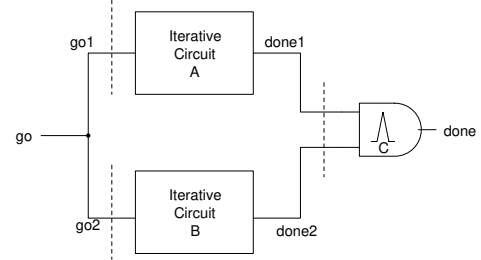 go1
Iterative
Circuit
A
done1
go
C
done
go2
Iterative
Circuit
B
done2